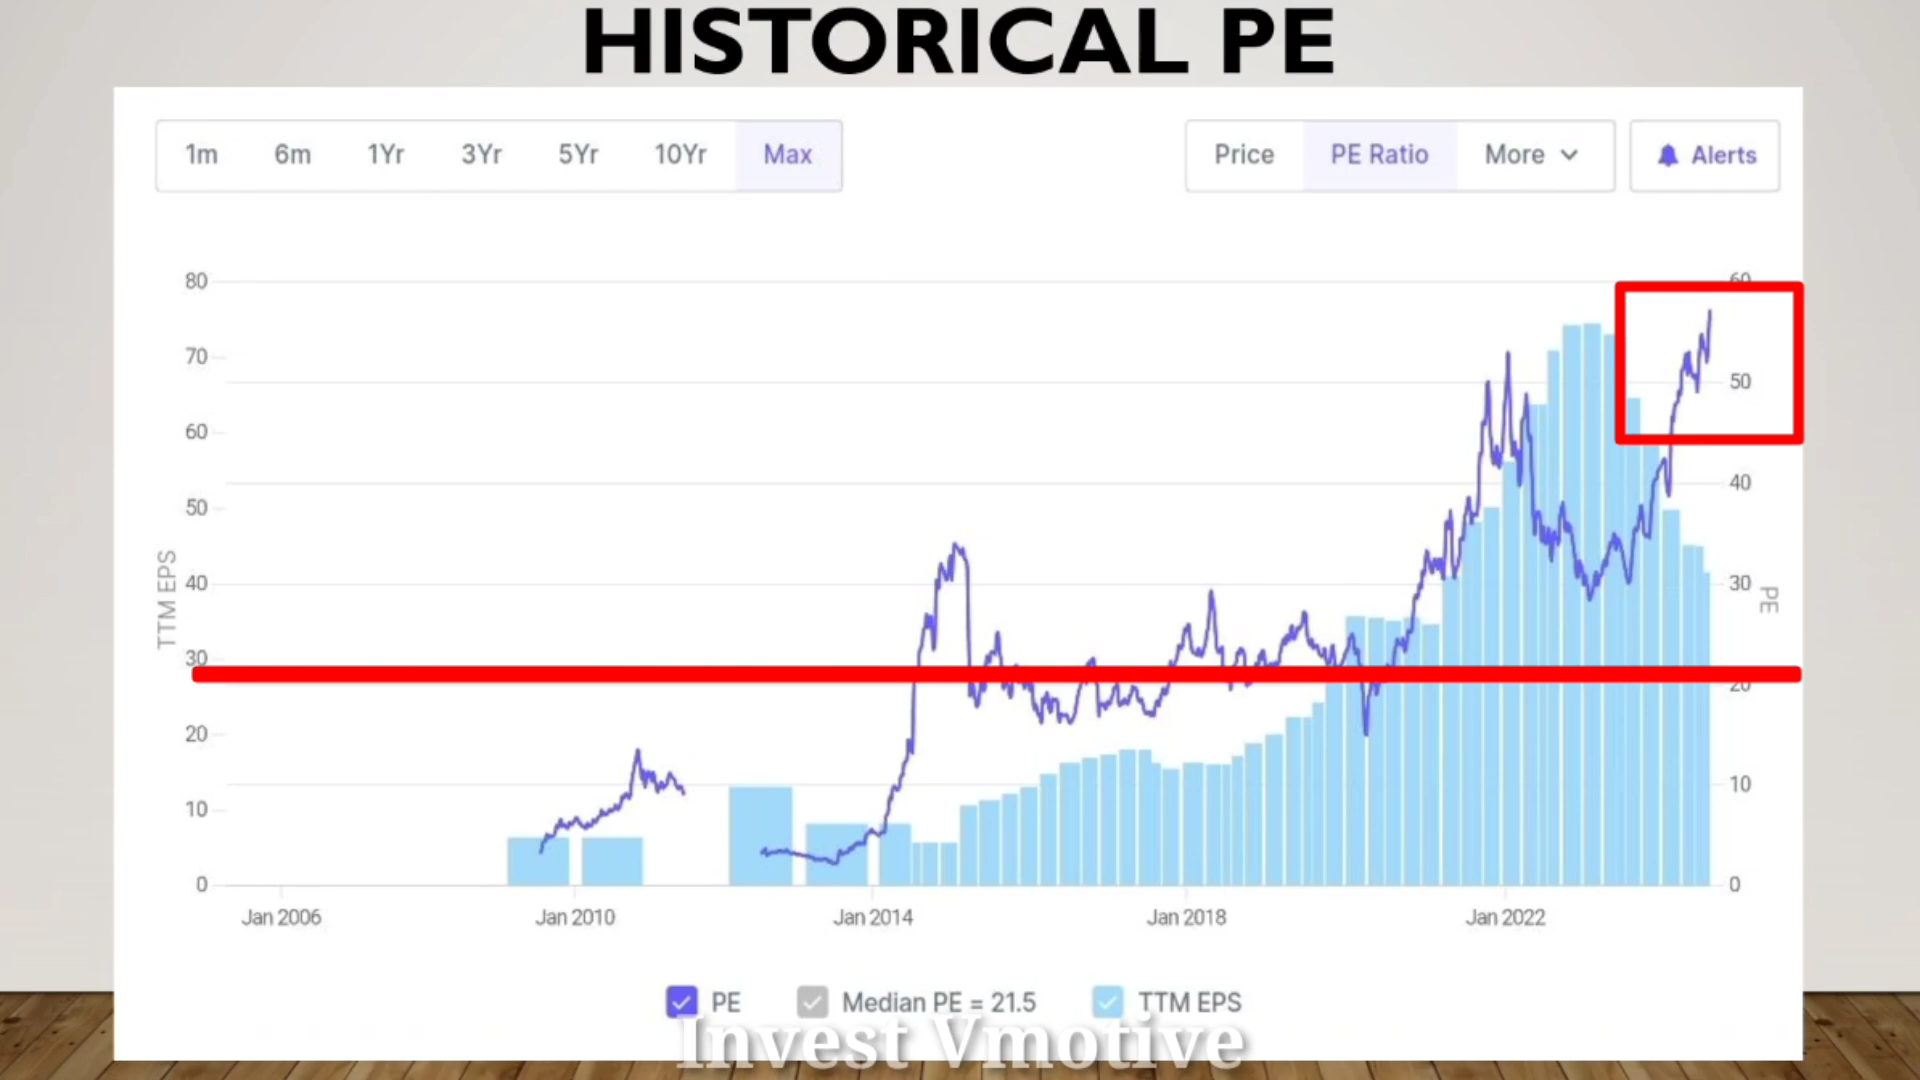 HISTORICAL PE
1m 6m 1Yr 3Yr 5Yr 10Yr Max Price PE Ratio More Alerts
80 60
70
50
60
50 40
TTM EPS
40 30
PE
30
20
20
10 10
0 0
Jan 2006 Jan 2010 Jan 2014 Jan 2018 Jan 2022
PE Median PE = 21.5 TTM EPS
Invest Vmotive